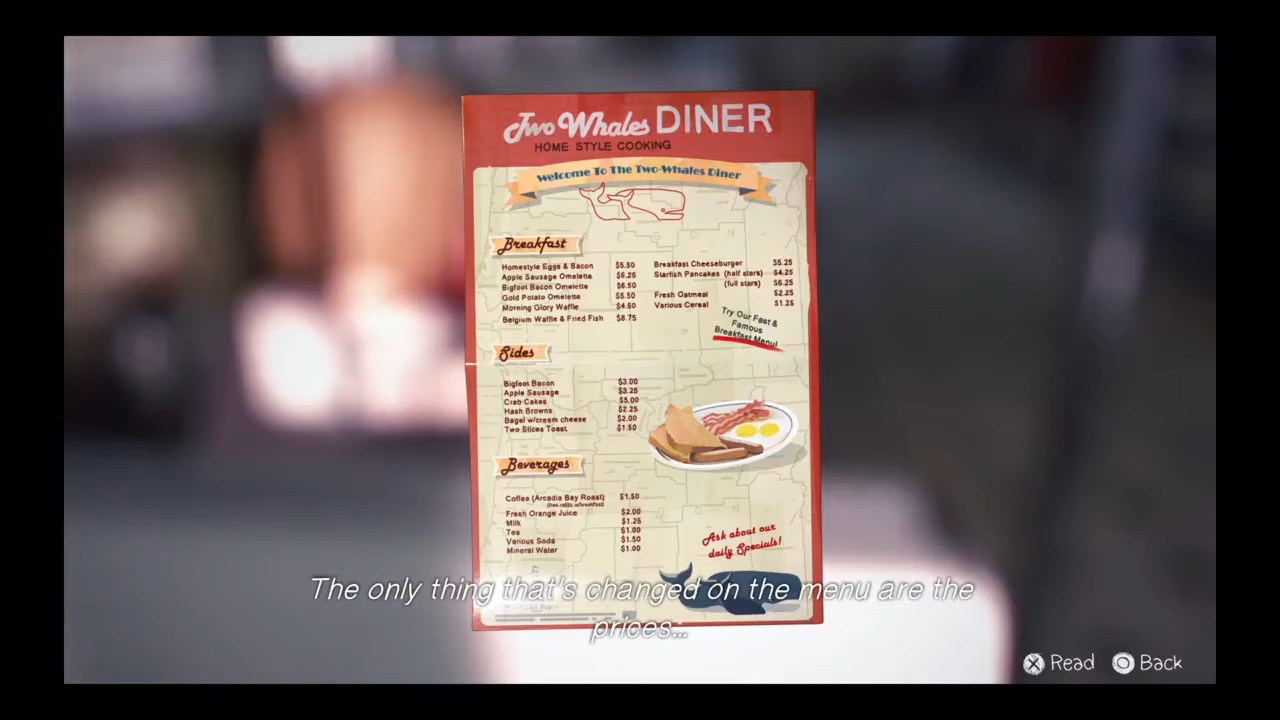 Two Whales DINER
HOME STYLE COOKING
Welcome To The Two-Whales Diner
Breakfast
Homestyle Eggs & Bacon $5.50
Apple Sausage Omelette $6.25
Bigfoot Bacon Omelette $6.50
Gold Potato Omelette $5.50
Morning Glory Waffle $4.50
Belgium Waffle & Fried Fish $8.75
Breakfast Cheeseburger $5.25
Starfish Pancakes (half stars) $4.25
(full stars) $6.25
Fresh Oatmeal $2.25
Various Cereal $1.25
Try Our Fast &
Famous
Breakfast Menu!
Sides
Bigfoot Bacon $3.00
Apple Sausage $3.25
Crab Cakes $5.00
Hash Browns $2.25
Bagel w/cream cheese $2.00
Two Slices Toast $1.50
Beverages
Coffee (Arcadia Bay Roast) $1.50
(free refills w/breakfast)
Fresh Orange Juice $2.00
Milk $1.25
Tea $1.00
Various Soda $1.50
Mineral Water $1.00
Ask about our
daily Specials!
The only thing that's changed on the menu are the
prices...
Read
Back